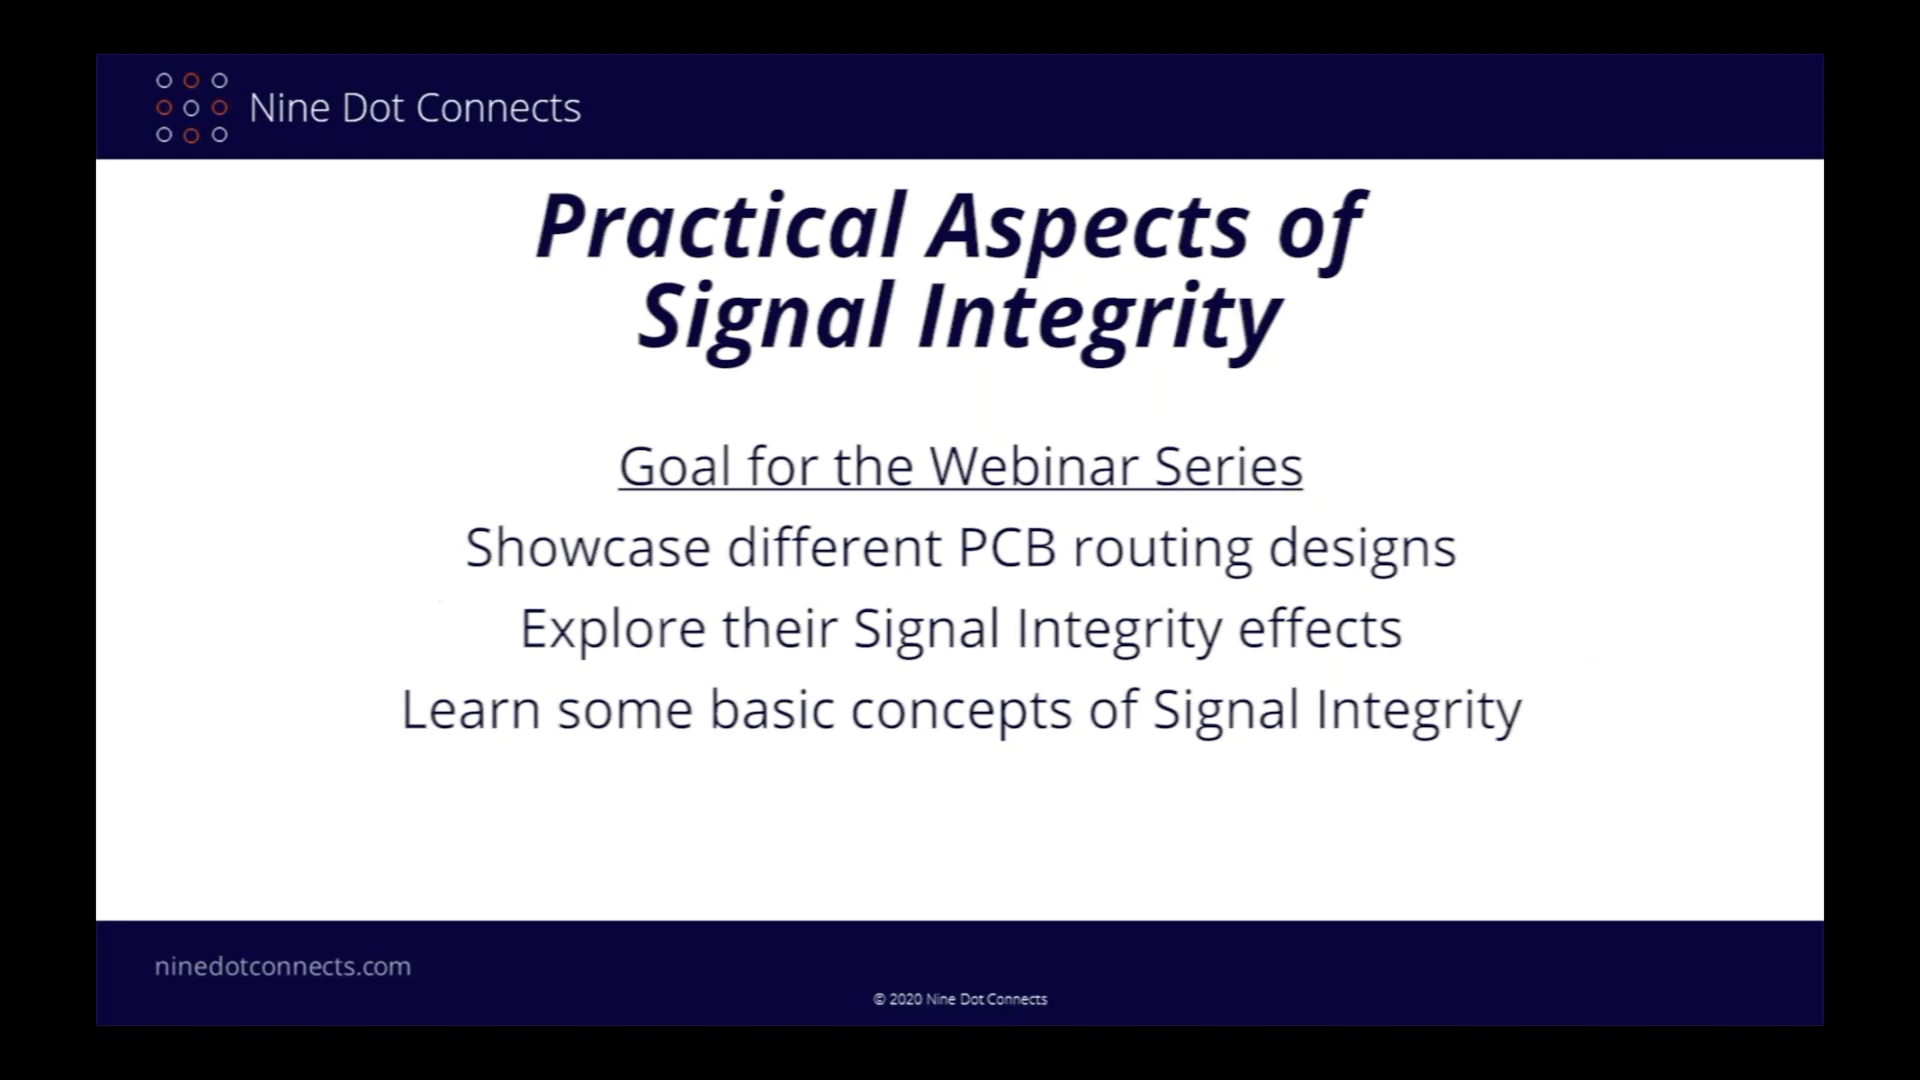 Nine Dot Connects
Practical Aspects of
Signal Integrity
Goal for the Webinar Series
Showcase different PCB routing designs
Explore their Signal Integrity effects
Learn some basic concepts of Signal Integrity
ninedotconnects.com
© 2020 Nine Dot Connects